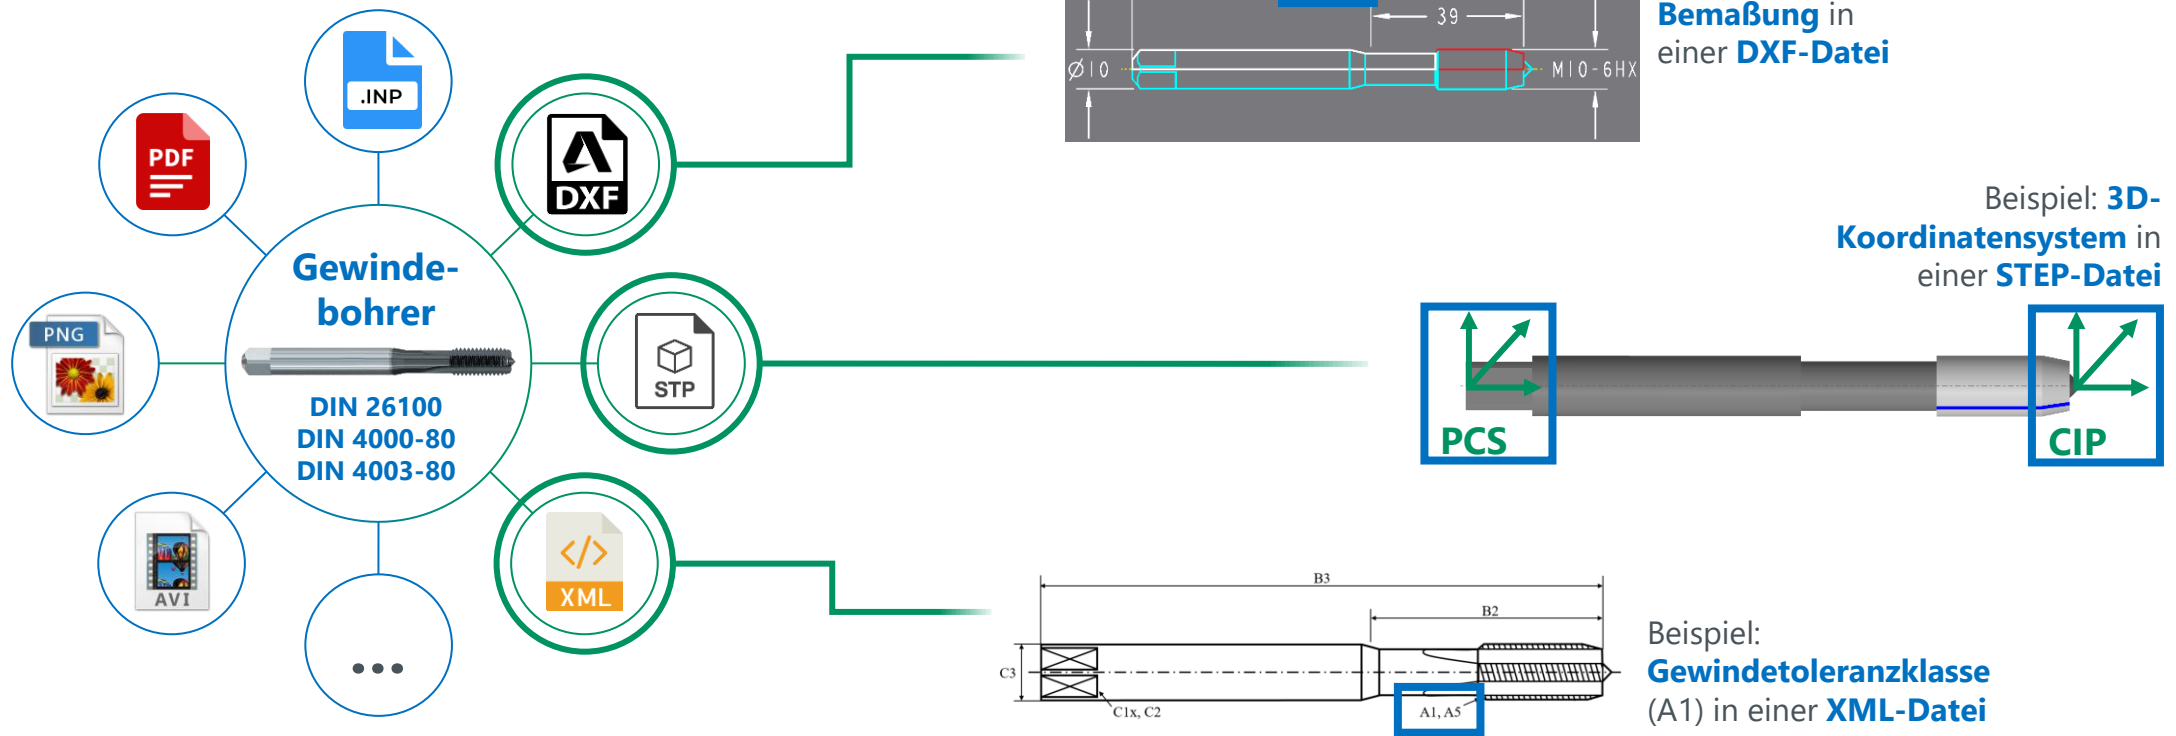 .INP
PDF
DXF
PNG
Gewinde-
bohrer
DIN 26100
DIN 4000-80
DIN 4003-80
STP
AVI
XML
...
39
Ø10
M10-6HX
Bemaßung in
einer DXF-Datei
Beispiel: 3D-
Koordinatensystem in
einer STEP-Datei
PCS
CIP
B3
B2
C3
C1x, C2
A1, A5
Beispiel:
Gewindetoleranzklasse
(A1) in einer XML-Datei